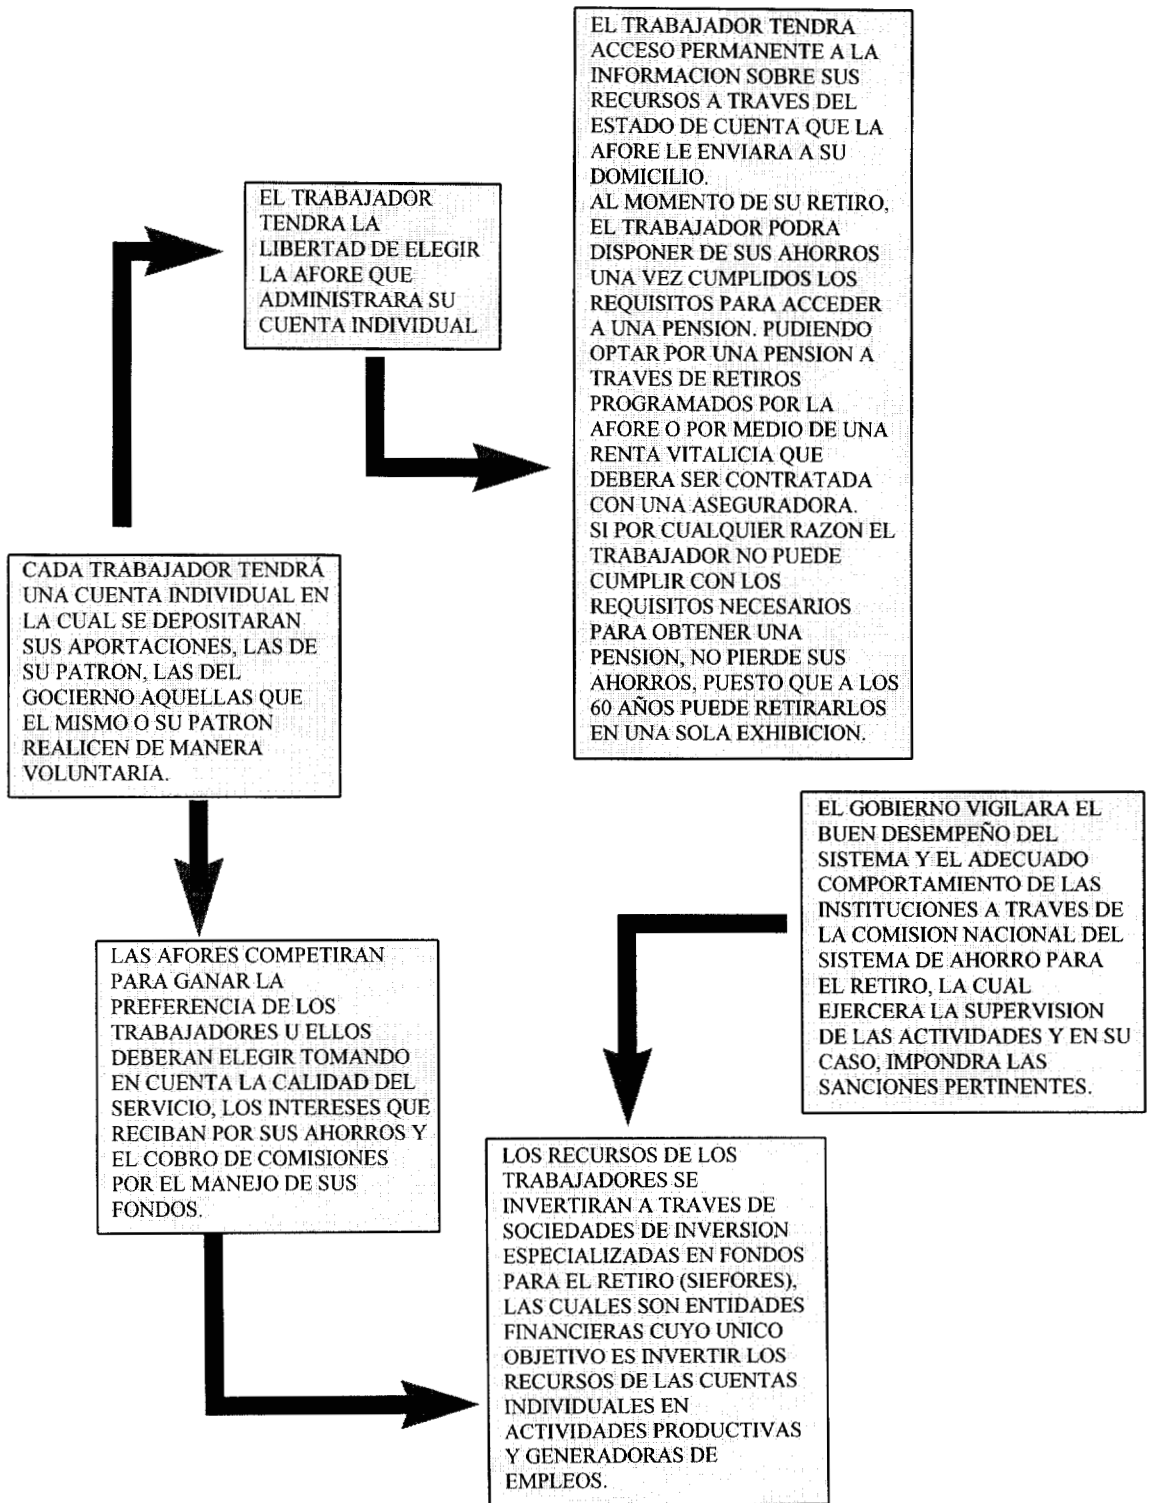 EL TRABAJADOR TENDRA
ACCESO PERMANENTE A LA
INFORMACION SOBRE SUS
RECURSOS A TRAVES DEL
ESTADO DE CUENTA QUE LA
AFORE LE ENVIARA A SU
DOMICILIO.
AL MOMENTO DE SU RETIRO,
EL TRABAJADOR PODRA
DISPONER DE SUS AHORROS
UNA VEZ CUMPLIDOS LOS
REQUISITOS PARA ACCEDER
A UNA PENSION. PUDIENDO
OPTAR POR UNA PENSION A
TRAVES DE RETIROS
PROGRAMADOS POR LA
AFORE O POR MEDIO DE UNA
RENTA VITALICIA QUE
DEBERA SER CONTRATADA
CON UNA ASEGURADORA.
SI POR CUALQUIER RAZON EL
TRABAJADOR NO PUEDE
CUMPLIR CON LOS
REQUISITOS NECESARIOS
PARA OBTENER UNA
PENSION, NO PIERDE SUS
AHORROS, PUESTO QUE A LOS
60 AÑOS PUEDE RETIRARLOS
EN UNA SOLA EXHIBICION.
EL TRABAJADOR
TENDRA LA
LIBERTAD DE ELEGIR
LA AFORE QUE
ADMINISTRARA SU
CUENTA INDIVIDUAL
CADA TRABAJADOR TENDRÁ
UNA CUENTA INDIVIDUAL EN
LA CUAL SE DEPOSITARAN
SUS APORTACIONES, LAS DE
SU PATRON, LAS DEL
GOCIERNO AQUELLAS QUE
EL MISMO O SU PATRON
REALICEN DE MANERA
VOLUNTARIA.
EL GOBIERNO VIGILARA EL
BUEN DESEMPEÑO DEL
SISTEMA Y EL ADECUADO
COMPORTAMIENTO DE LAS
INSTITUCIONES A TRAVES DE
LA COMISION NACIONAL DEL
SISTEMA DE AHORRO PARA
EL RETIRO, LA CUAL
EJERCERA LA SUPERVISION
DE LAS ACTIVIDADES Y EN SU
CASO, IMPONDRA LAS
SANCIONES PERTINENTES.
LAS AFORES COMPETIRAN
PARA GANAR LA
PREFERENCIA DE LOS
TRABAJADORES U ELLOS
DEBERAN ELEGIR TOMANDO
EN CUENTA LA CALIDAD DEL
SERVICIO, LOS INTERESES QUE
RECIBAN POR SUS AHORROS Y
EL COBRO DE COMISIONES
POR EL MANEJO DE SUS
FONDOS.
LOS RECURSOS DE LOS
TRABAJADORES SE
INVERTIRAN A TRAVES DE
SOCIEDADES DE INVERSION
ESPECIALIZADAS EN FONDOS
PARA EL RETIRO (SIEFORES),
LAS CUALES SON ENTIDADES
FINANCIERAS CUYO UNICO
OBJETIVO ES INVERTIR LOS
RECURSOS DE LAS CUENTAS
INDIVIDUALES EN
ACTIVIDADES PRODUCTIVAS
Y GENERADORAS DE
EMPLEOS.